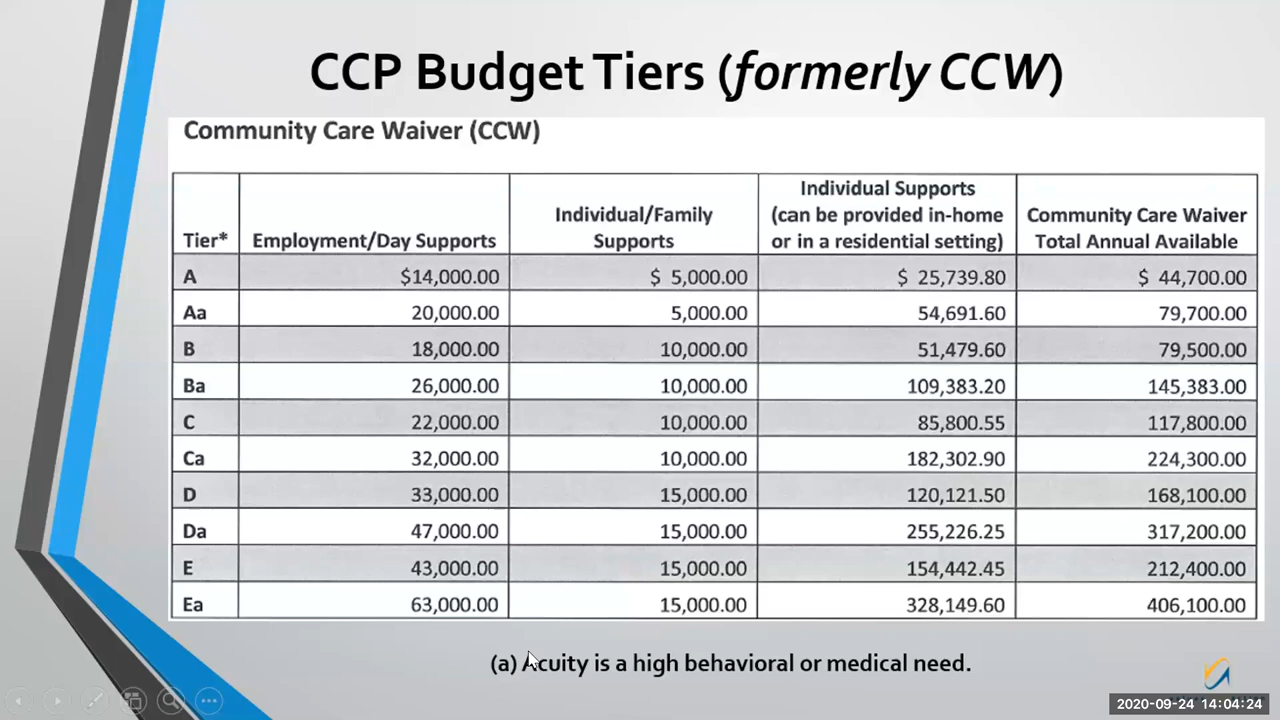 CCP Budget Tiers (formerly CCW)
Community Care Waiver (CCW)
Tier* Employment/Day Supports Individual/Family Supports Individual Supports (can be provided in-home or in a residential setting) Community Care Waiver Total Annual Available
A $14,000.00 $ 5,000.00 $ 25,739.80 $ 44,700.00
Aa 20,000.00 5,000.00 54,691.60 79,700.00
B 18,000.00 10,000.00 51,479.60 79,500.00
Ba 26,000.00 10,000.00 109,383.20 145,383.00
C 22,000.00 10,000.00 85,800.55 117,800.00
Ca 32,000.00 10,000.00 182,302.90 224,300.00
D 33,000.00 15,000.00 120,121.50 168,100.00
Da 47,000.00 15,000.00 255,226.25 317,200.00
E 43,000.00 15,000.00 154,442.45 212,400.00
Ea 63,000.00 15,000.00 328,149.60 406,100.00
(a) Acuity is a high behavioral or medical need.
2020-09-24 14:04:24